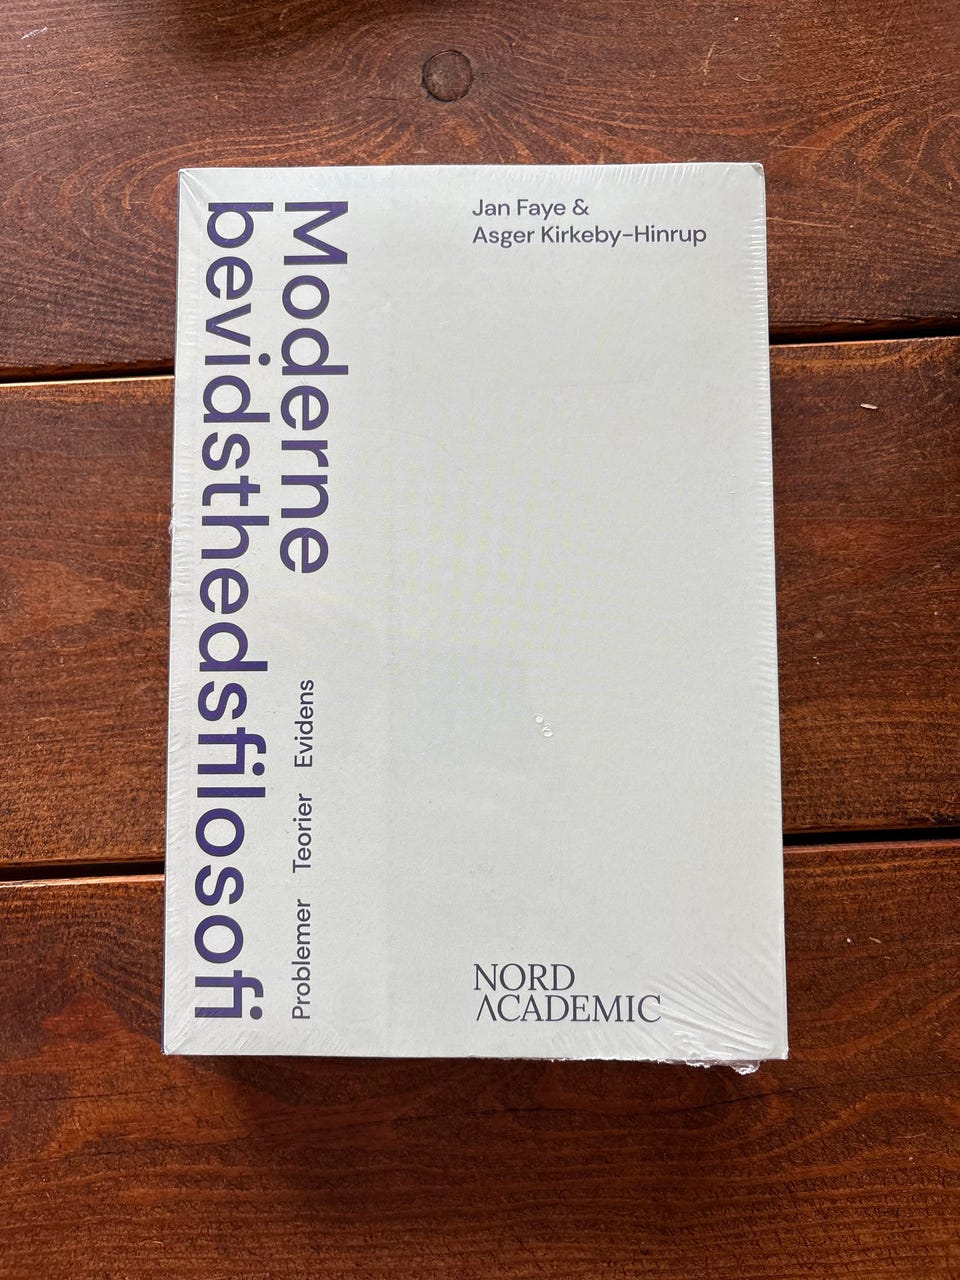 Moderne
bevidsthedsfilosofi
Problemer Teorier Evidens
Jan Faye &
Asger Kirkeby-Hinrup
NORD
ACADEMIC